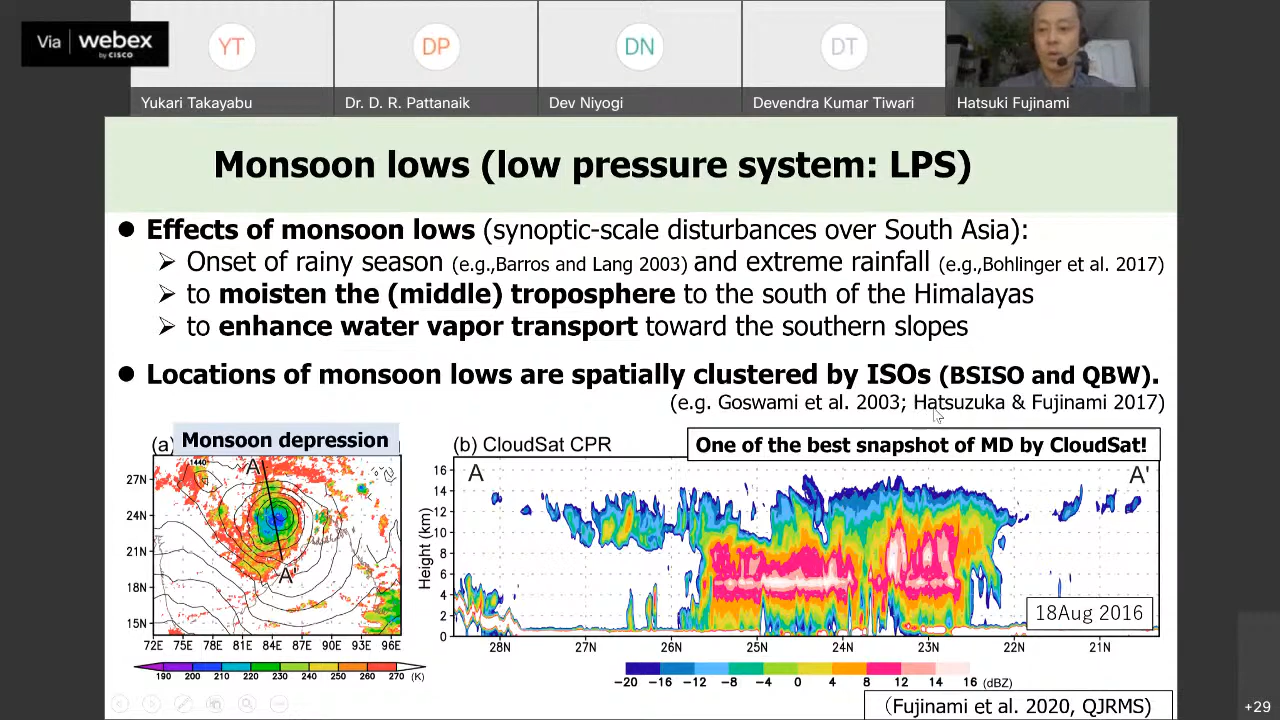 Via webex
by CISCO
YT
DP
DN
DT
Yukari Takayabu
Dr. D. R. Pattanaik
Dev Niyogi
Devendra Kumar Tiwari
Hatsuki Fujinami
Monsoon lows (low pressure system: LPS)
● Effects of monsoon lows (synoptic-scale disturbances over South Asia):
➢ Onset of rainy season (e.g.,Barros and Lang 2003) and extreme rainfall (e.g.,Bohlinger et al. 2017)
➢ to moisten the (middle) troposphere to the south of the Himalayas
➢ to enhance water vapor transport toward the southern slopes
● Locations of monsoon lows are spatially clustered by ISOs (BSISO and QBW).
(e.g. Goswami et al. 2003; Hatsuzuka & Fujinami 2017)
(a) Monsoon depression
1440
A
A'
27N
24N
21N
18N
15N
72E 75E 78E 81E 84E 87E 90E 93E 96E
190 200 210 220 230 240 250 260 270 (K)
(b) CloudSat CPR
One of the best snapshot of MD by CloudSat!
A
A'
Height (km)
16
14
12
10
8
6
4
2
0
18Aug 2016
28N 27N 26N 25N 24N 23N 22N 21N
-20 -16 -12 -8 -4 0 4 8 12 14 16 (dBZ)
(Fujinami et al. 2020, QJRMS)
+29